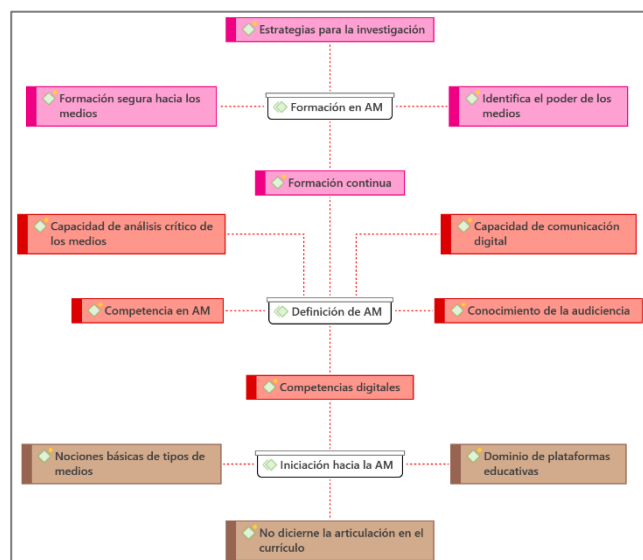 Estrategias para la investigación
Formación segura hacia los
medios
Formación en AM
Identifica el poder de los
medios
Formación continua
Capacidad de análisis crítico de
los medios
Capacidad de comunicación
digital
Competencia en AM
Definición de AM
Conocimiento de la audiciencia
Competencias digitales
Nociones básicas de tipos de
medios
Iniciación hacia la AM
Dominio de plataformas
educativas
No dicierne la articulación en el
currículo